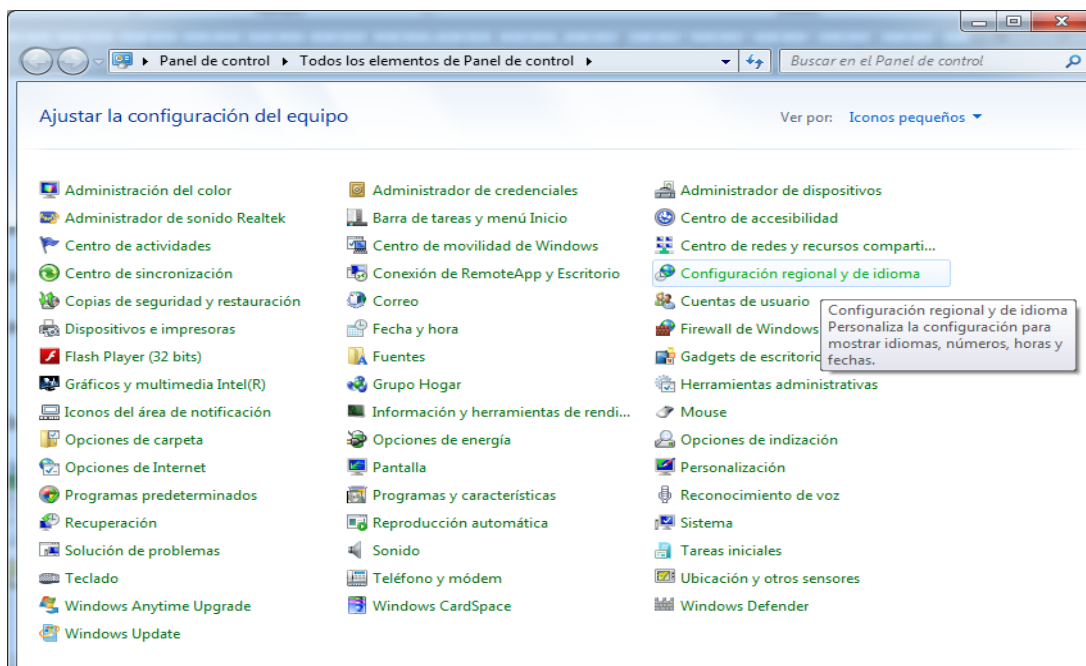 Panel de control Todos los elementos de Panel de control Buscar en el Panel de control
Ajustar la configuración del equipo Ver por: Iconos pequeños
Administración del color Administrador de credenciales Administrador de dispositivos
Administrador de sonido Realtek Barra de tareas y menú Inicio Centro de accesibilidad
Centro de actividades Centro de movilidad de Windows Centro de redes y recursos comparti...
Centro de sincronización Conexión de RemoteApp y Escritorio Configuración regional y de idioma
Copias de seguridad y restauración Correo Cuentas de usuario
Configuración regional y de idioma
Personaliza la configuración para
mostrar idiomas, números, horas y
fechas.
Dispositivos e impresoras Fecha y hora Firewall de Windows
Flash Player (32 bits) Fuentes Gadgets de escritorio
Gráficos y multimedia Intel(R) Grupo Hogar Herramientas administrativas
Iconos del área de notificación Información y herramientas de rendi... Mouse
Opciones de carpeta Opciones de energía Opciones de indización
Opciones de Internet Pantalla Personalización
Programas predeterminados Programas y características Reconocimiento de voz
Recuperación Reproducción automática Sistema
Solución de problemas Sonido Tareas iniciales
Teclado Teléfono y módem Ubicación y otros sensores
Windows Anytime Upgrade Windows CardSpace Windows Defender
Windows Update